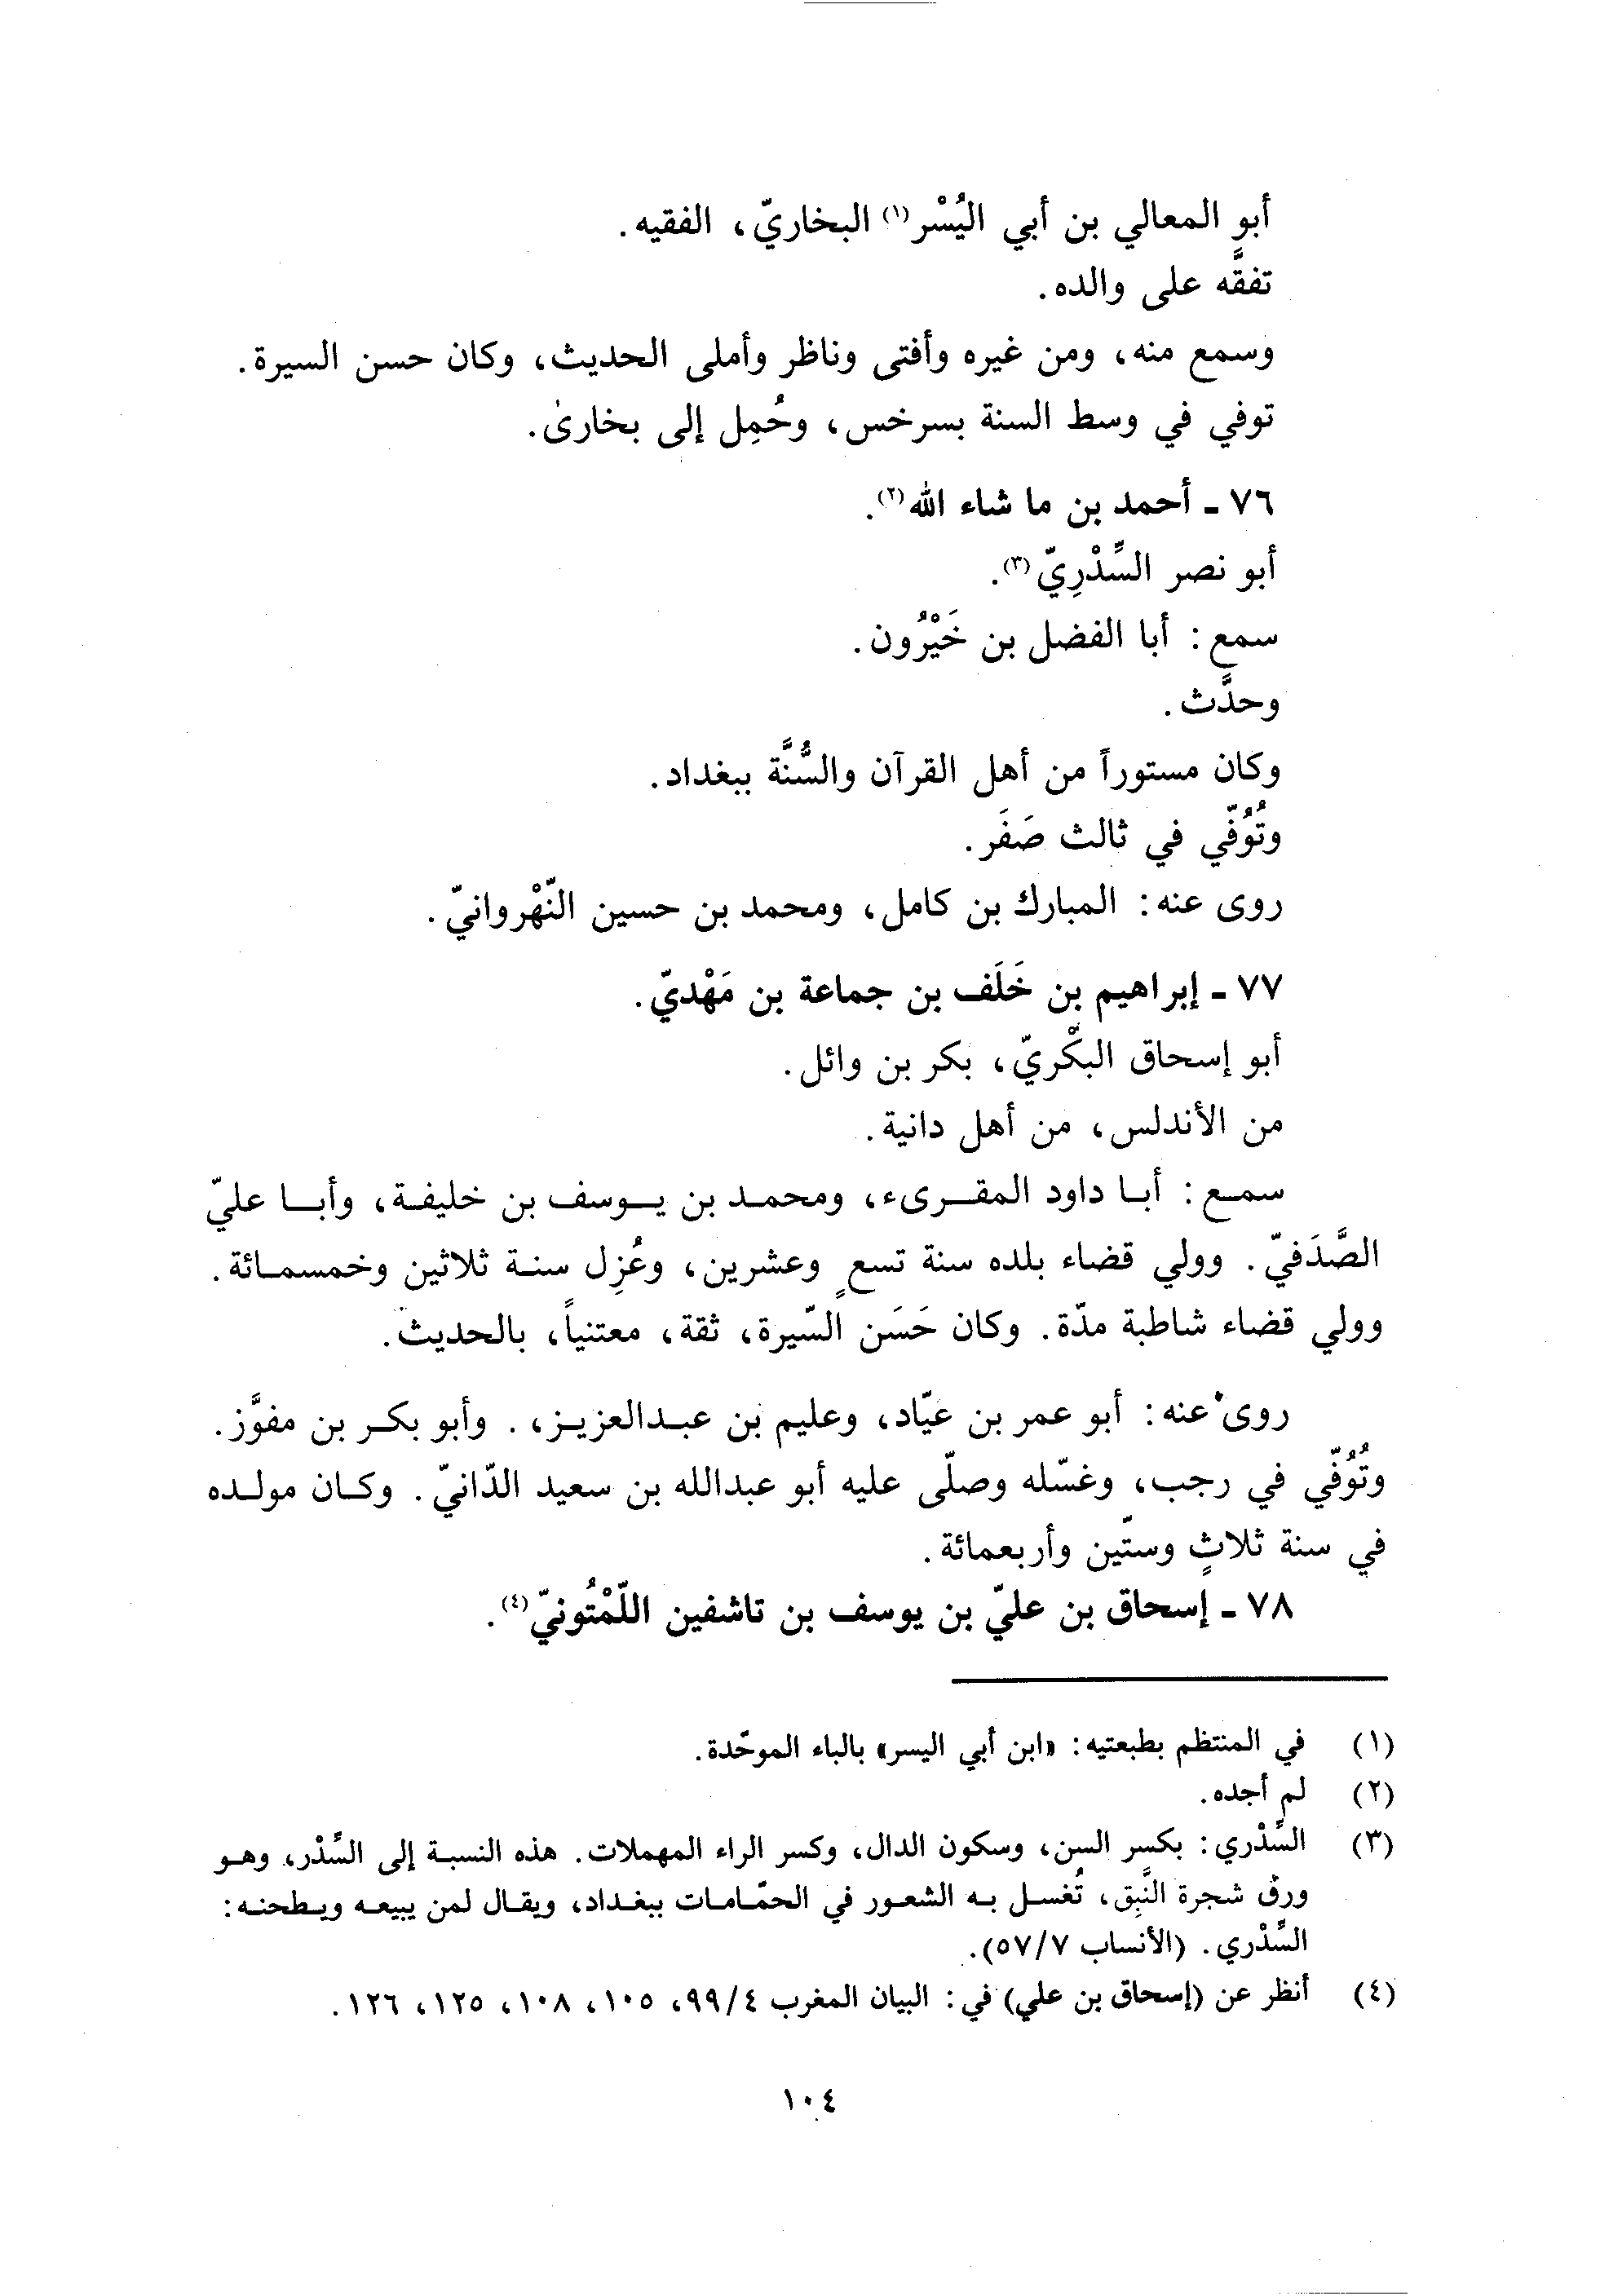 أبو المعالي بن أبي اليُسْر(١) البخاريّ، الفقيه.
تفقَّه على والده.
وسمع منه، ومن غيره وأفتى وناظر وأملى الحديث، وكان حسن السيرة.
توفي في وسط السنة بسرخس، وحُمِل إلى بخارىٰ.
٧٦ ـ أحمد بن ما شاء الله(٢).
أبو نصر السِّدْرِيّ(٣).
سمع: أبا الفضل بن خَيْرُون.
وحدَّث.
وكان مستوراً من أهل القرآن والسُّنَّة ببغداد.
وتُوُفّي في ثالث صَفَر.
روى عنه: المبارك بن كامل، ومحمد بن حسين النّهْروانيّ.
٧٧ ـ إبراهيم بن خَلَف بن جماعة بن مَهْديّ.
أبو إسحاق البكْريّ، بكر بن وائل.
من الأندلس، من أهل دانية.
سمع: أبا داود المقرىء، ومحمد بن يوسف بن خليفة، وأبا عليّ
الصَّدَفيّ. وولي قضاء بلده سنة تسعٍ وعشرين، وعُزِل سنة ثلاثين وخمسمائة.
وولي قضاء شاطبة مدّة. وكان حَسَن السّيرة، ثقة، معتنياً، بالحديث.
روى عنه: أبو عمر بن عيّاد، وعليم بن عبدالعزيز،. وأبو بكر بن مفوَّز.
وتُوُفّي في رجب، وغسّله وصلّى عليه أبو عبدالله بن سعيد الدّانيّ. وكان مولده
في سنة ثلاثٍ وستّين وأربعمائة.
٧٨ ـ إسحاق بن عليّ بن يوسف بن تاشفين اللّمْتُونيّ(٤).
(١) في المنتظم بطبعتيه: «ابن أبي اليسر» بالباء الموحّدة.
(٢) لم أجده.
(٣) السِّدْري: بكسر السن، وسكون الدال، وكسر الراء المهملات. هذه النسبة إلى السِّدْر، وهو
ورق شجرة النَّبِق، تُغسل به الشعور في الحمّامات ببغداد، ويقال لمن يبيعه ويطحنه:
السِّدْري. (الأنساب ٥٧/٧).
(٤) أنظر عن (إسحاق بن علي) في: البيان المغرب ٩٩/٤، ١٠٥، ١٠٨، ١٢٥، ١٢٦.
١٠٤